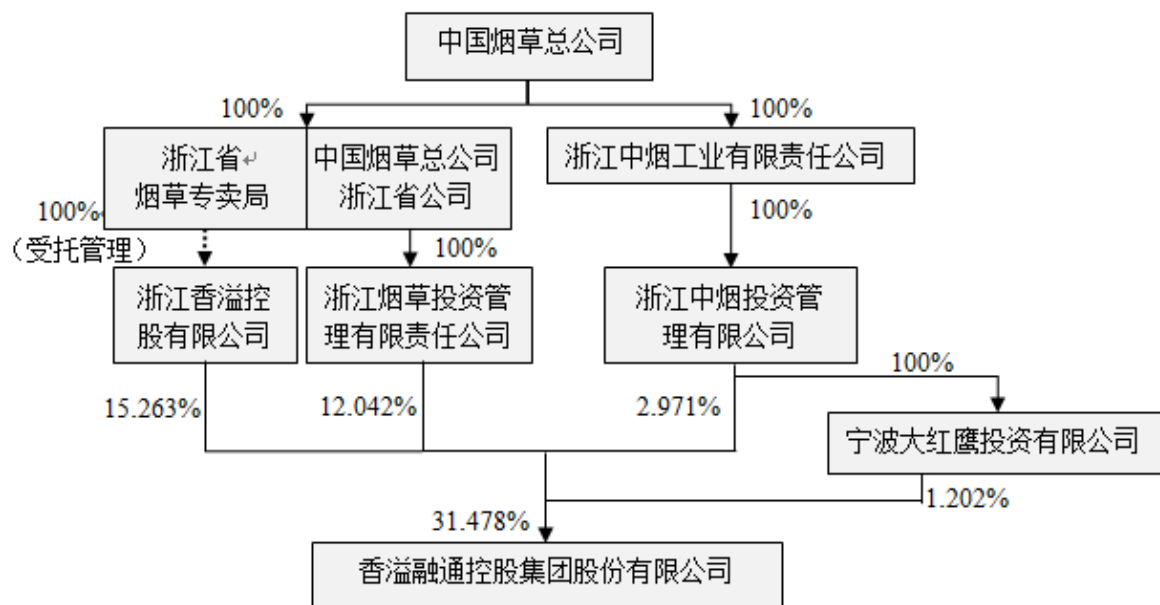 中国烟草总公司
100%
100%
浙江省
烟草专卖局
中国烟草总公司
浙江省公司
浙江中烟工业有限责任公司
100%
（受托管理）
100%
100%
浙江香溢控
股有限公司
浙江烟草投资管
理有限责任公司
浙江中烟投资管
理有限公司
100%
15.263%
12.042%
2.971%
宁波大红鹰投资有限公司
1.202%
31.478%
香溢融通控股集团股份有限公司